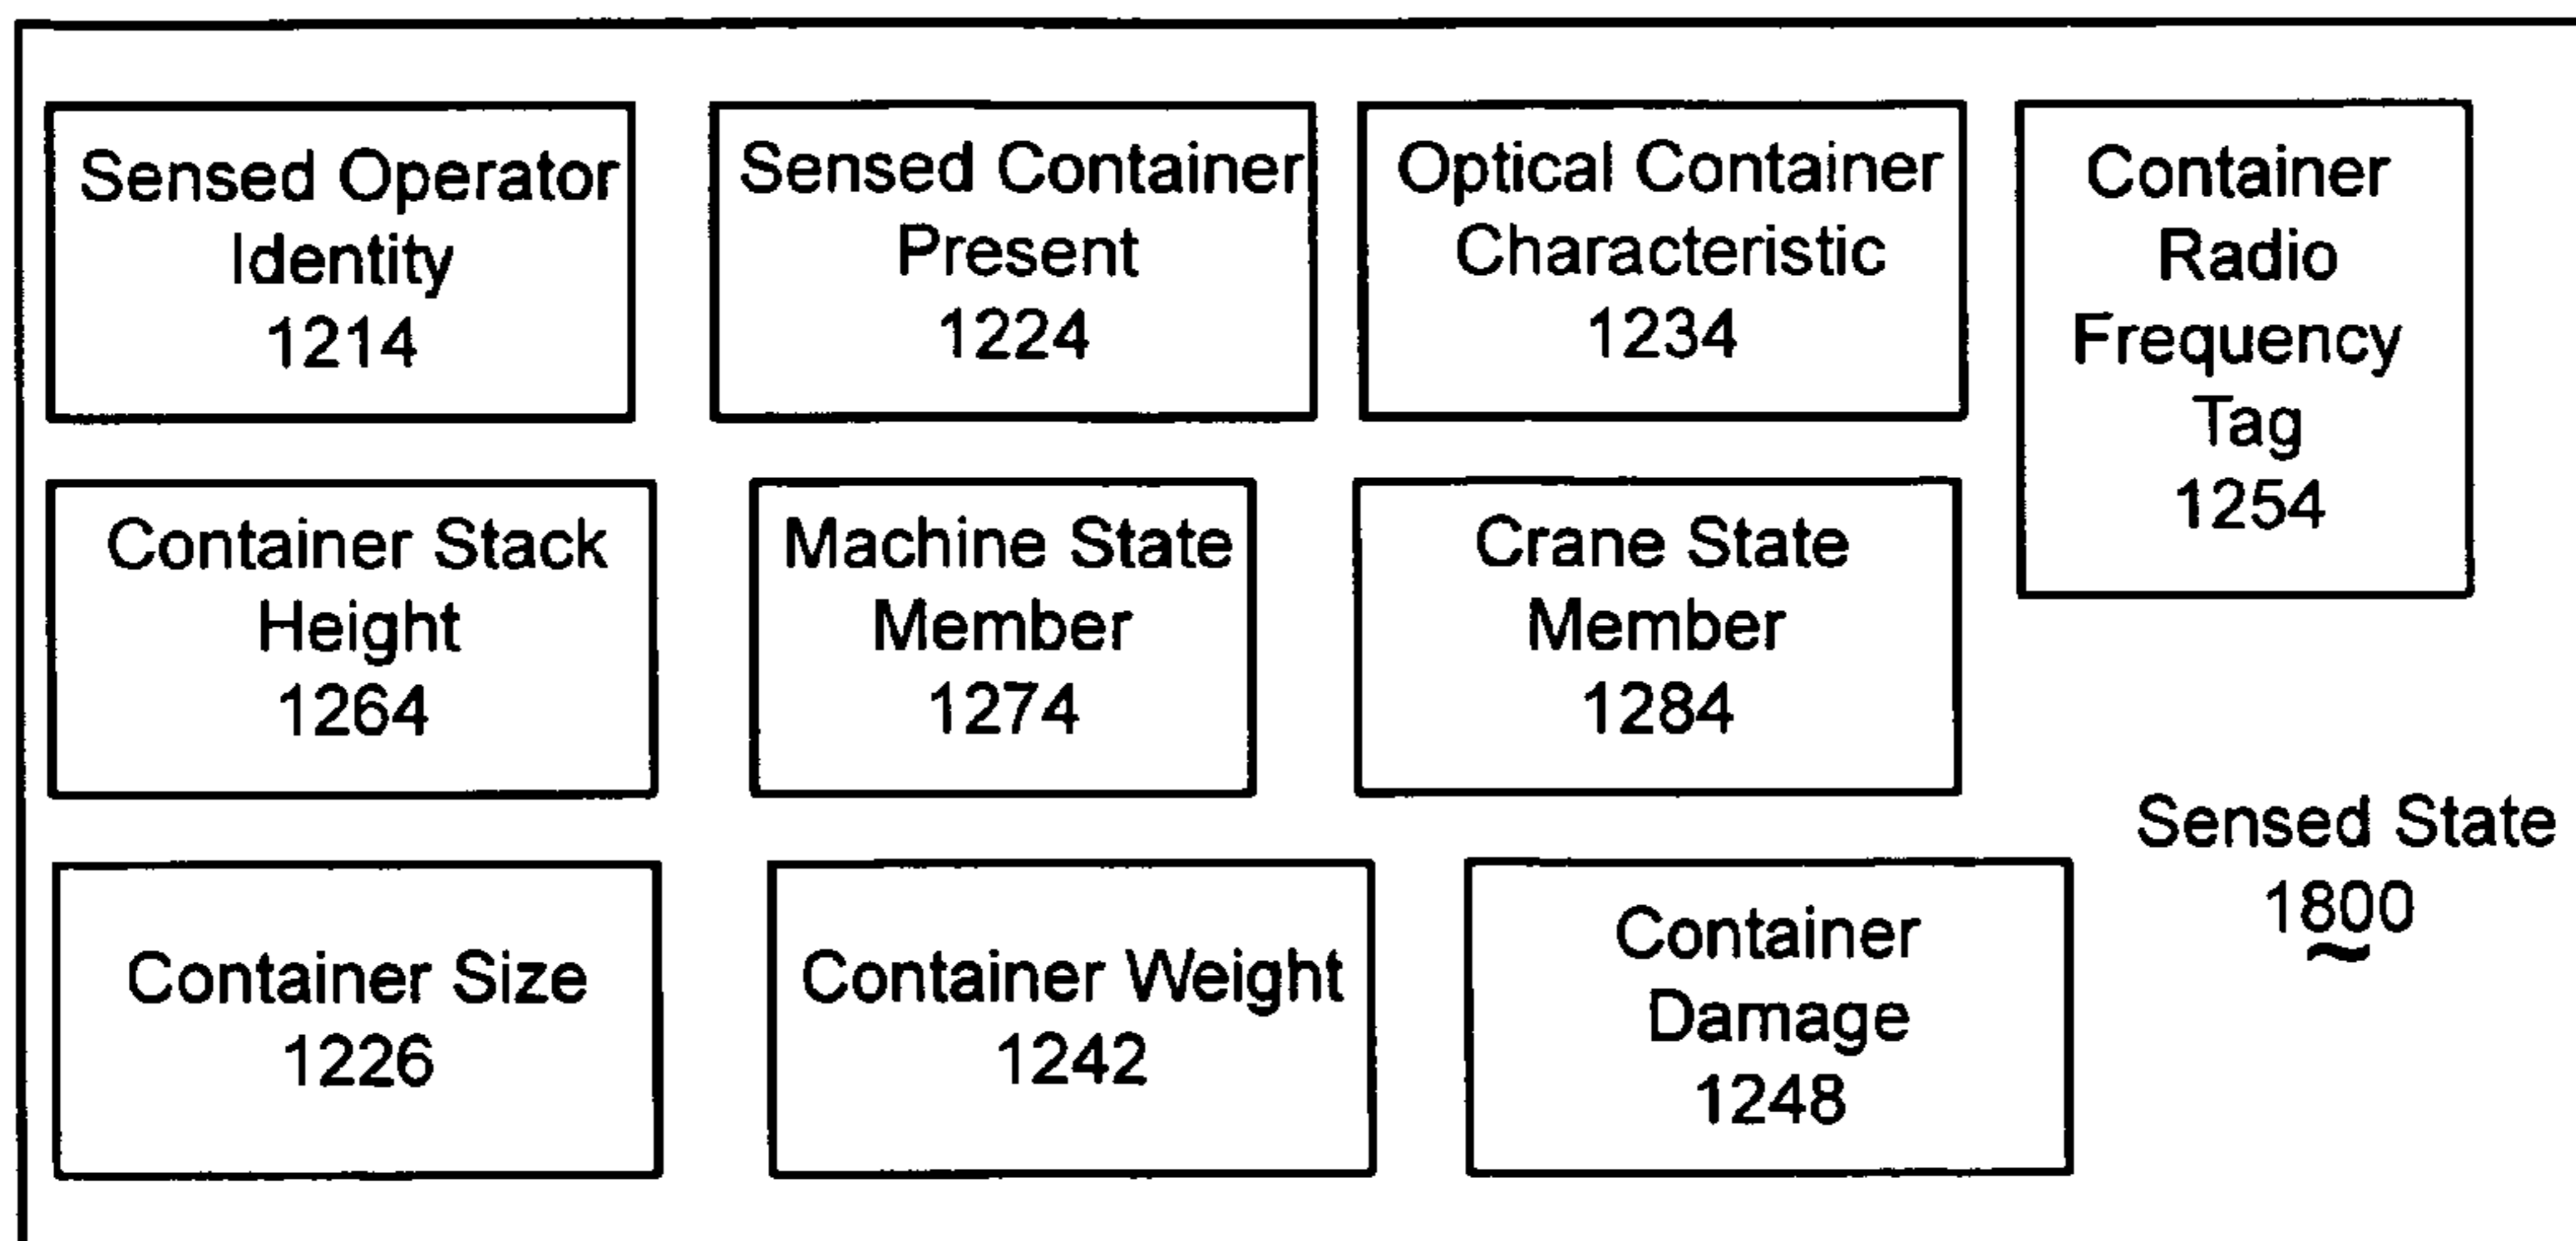 Sensed Operator
Identity
1214
Sensed Container
Present
1224
Optical Container
Characteristic
1234
Container
Radio
Frequency
Tag
1254
Container Stack
Height
1264
Machine State
Member
1274
Crane State
Member
1284
Sensed State
1800
Container Size
1226
Container Weight
1242
Container
Damage
1248